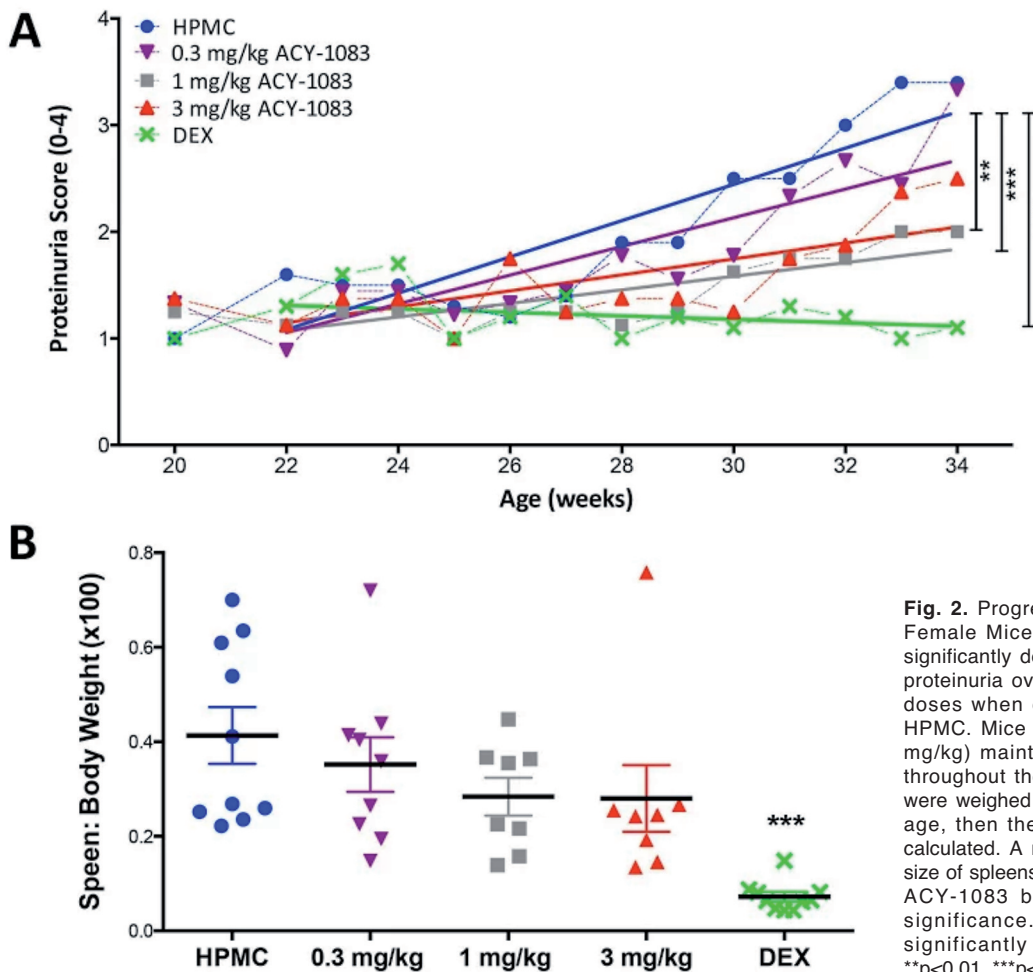 A
Proteinuria Score (0-4)
4
3
2
1
0
HPMC
0.3 mg/kg ACY-1083
1 mg/kg ACY-1083
3 mg/kg ACY-1083
DEX
**
***
20 22 24 26 28 30 32 34
Age (weeks)
B
Speen: Body Weight (x100)
0.8
0.6
0.4
0.2
0.0
***
HPMC 0.3 mg/kg 1 mg/kg 3 mg/kg DEX
Fig. 2. Progre
Female Mice
significantly de
proteinuria ov
doses when
HPMC. Mice
mg/kg) maint
throughout th
were weighed
age, then the
calculated. A
size of spleens
ACY-1083 b
significance.
significantly
**p<0.01, ***p<